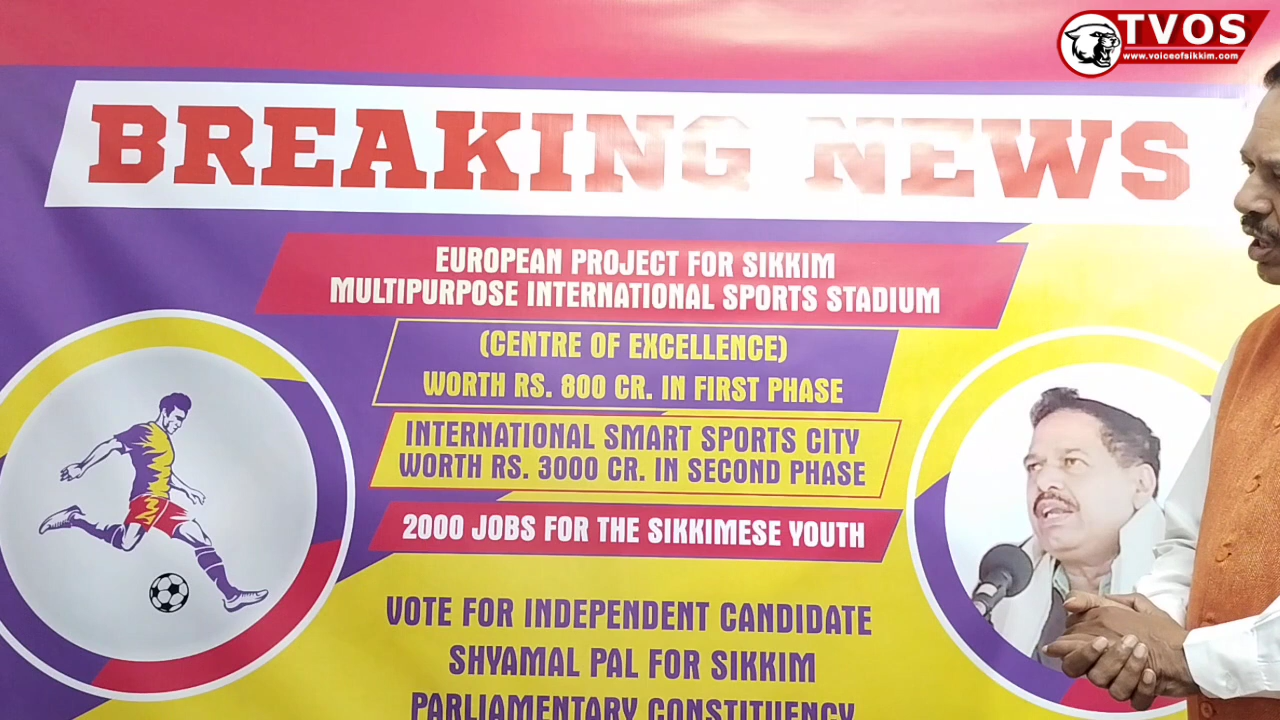 TVOS
www.voiceofsikkim.com
BREAKING NEWS
EUROPEAN PROJECT FOR SIKKIM
MULTIPURPOSE INTERNATIONAL SPORTS STADIUM
(CENTRE OF EXCELLENCE)
WORTH RS. 800 CR. IN FIRST PHASE
INTERNATIONAL SMART SPORTS CITY
WORTH RS. 3000 CR. IN SECOND PHASE
2000 JOBS FOR THE SIKKIMESE YOUTH
VOTE FOR INDEPENDENT CANDIDATE
SHYAMAL PAL FOR SIKKIM
PARLIAMENTARY CONSTITUENCY